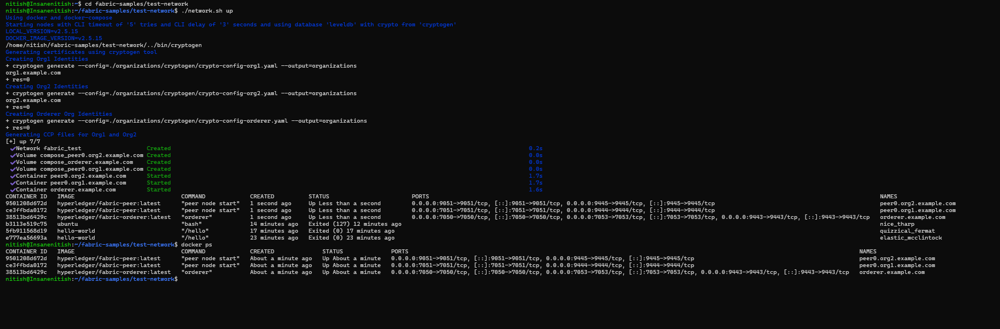 nitish@Insanenitish:~$ cd fabric-samples/test-network
nitish@Insanenitish:~/fabric-samples/test-network$ ./network.sh up
Using docker and docker-compose
Starting nodes with CLI timeout of '5' tries and CLI delay of '3' seconds and using database 'leveldb' with crypto from 'cryptogen'
LOCAL_VERSION=v2.5.15
DOCKER_IMAGE_VERSION=v2.5.15
/home/nitish/fabric-samples/test-network/../bin/cryptogen
Generating certificates using cryptogen tool
Creating Org1 Identities
+ cryptogen generate --config=./organizations/cryptogen/crypto-config-org1.yaml --output=organizations
org1.example.com
+ res=0
Creating Org2 Identities
+ cryptogen generate --config=./organizations/cryptogen/crypto-config-org2.yaml --output=organizations
org2.example.com
+ res=0
Creating Orderer Org Identities
+ cryptogen generate --config=./organizations/cryptogen/crypto-config-orderer.yaml --output=organizations
+ res=0
Generating CCP files for Org1 and Org2
[+] up 7/7
✔Network fabric_test Created 0.2s
✔Volume compose_peer0.org2.example.com Created 0.0s
✔Volume compose_orderer.example.com Created 0.0s
✔Volume compose_peer0.org1.example.com Created 0.0s
✔Container peer0.org2.example.com Started 1.7s
✔Container peer0.org1.example.com Started 1.7s
✔Container orderer.example.com Started 1.6s
CONTAINER ID IMAGE COMMAND CREATED STATUS PORTS NAMES
9501208d672d hyperledger/fabric-peer:latest "peer node start" 1 second ago Up Less than a second 0.0.0.0:9051->9051/tcp, [::]:9051->9051/tcp, 0.0.0.0:9445->9445/tcp, [::]:9445->9445/tcp peer0.org2.example.com
ce3ffbda0172 hyperledger/fabric-peer:latest "peer node start" 1 second ago Up Less than a second 0.0.0.0:7051->7051/tcp, [::]:7051->7051/tcp, 0.0.0.0:9444->9444/tcp, [::]:9444->9444/tcp peer0.org1.example.com
38513bd6429c hyperledger/fabric-orderer:latest "orderer" 1 second ago Up Less than a second 0.0.0.0:7050->7050/tcp, [::]:7050->7050/tcp, 0.0.0.0:7053->7053/tcp, [::]:7053->7053/tcp, 0.0.0.0:9443->9443/tcp, [::]:9443->9443/tcp orderer.example.com
b3113e519c75 ubuntu "bash" 14 minutes ago Exited (127) 12 minutes ago nice_tharp
5fb911568d19 hello-world "/hello" 17 minutes ago Exited (0) 17 minutes ago quizzical_fermat
e777ea56693a hello-world "/hello" 23 minutes ago Exited (0) 23 minutes ago elastic_mcclintock
nitish@Insanenitish:~/fabric-samples/test-network$ docker ps
CONTAINER ID IMAGE COMMAND CREATED STATUS PORTS NAMES
9501208d672d hyperledger/fabric-peer:latest "peer node start" About a minute ago Up About a minute 0.0.0.0:9051->9051/tcp, [::]:9051->9051/tcp, 0.0.0.0:9445->9445/tcp, [::]:9445->9445/tcp peer0.org2.example.com
ce3ffbda0172 hyperledger/fabric-peer:latest "peer node start" About a minute ago Up About a minute 0.0.0.0:7051->7051/tcp, [::]:7051->7051/tcp, 0.0.0.0:9444->9444/tcp, [::]:9444->9444/tcp peer0.org1.example.com
38513bd6429c hyperledger/fabric-orderer:latest "orderer" About a minute ago Up About a minute 0.0.0.0:7050->7050/tcp, [::]:7050->7050/tcp, 0.0.0.0:7053->7053/tcp, [::]:7053->7053/tcp, 0.0.0.0:9443->9443/tcp, [::]:9443->9443/tcp orderer.example.com
nitish@Insanenitish:~/fabric-samples/test-network$